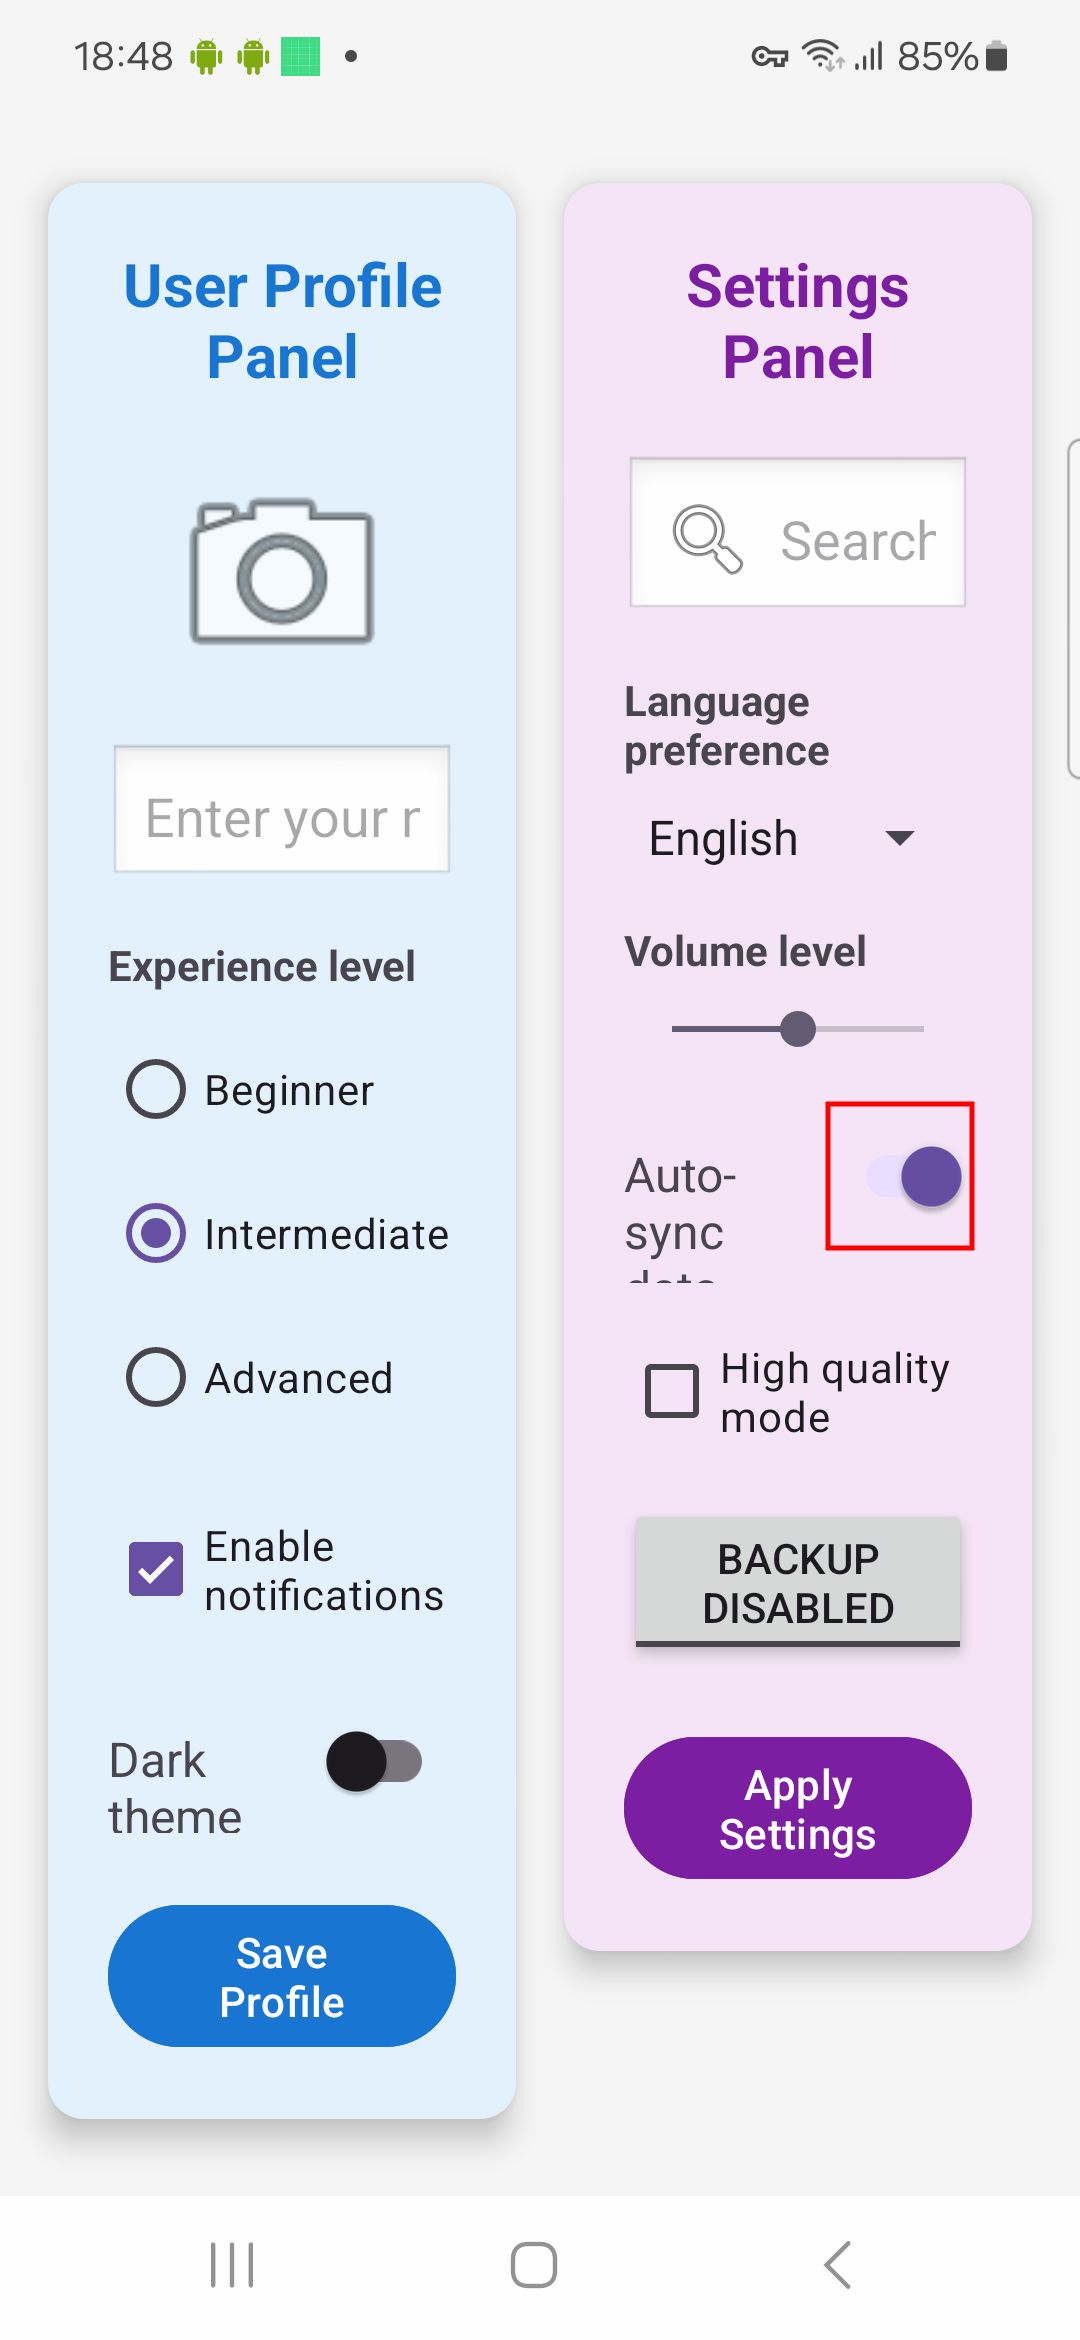 18:48
85%
User Profile
Panel
Enter your
Experience level
Beginner
Intermediate
Advanced
Enable
notifications
Dark
theme
Save
Profile
Settings
Panel
Search
Language
preference
English
Volume level
Auto-
sync
High quality
mode
BACKUP
DISABLED
Apply
Settings